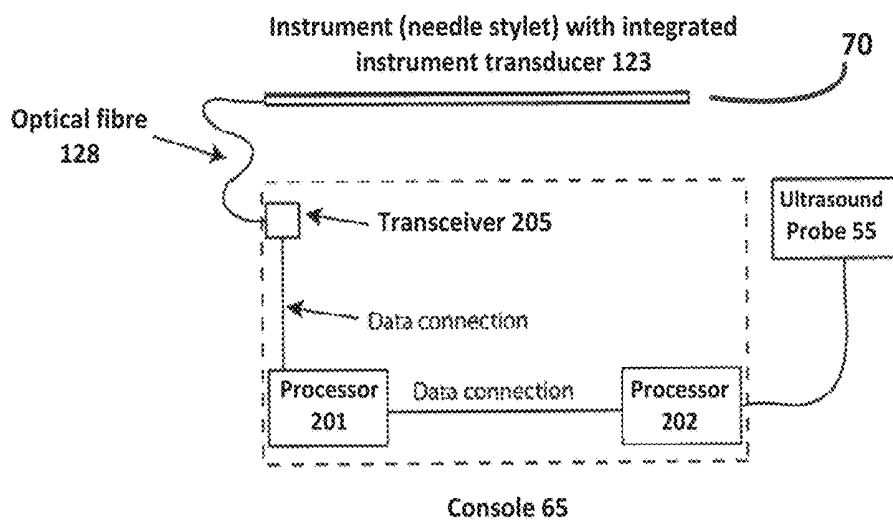 Instrument (needle stylet) with integrated
instrument transducer 123
70
Optical fibre
128
Transceiver 205
Ultrasound
Probe 55
Data connection
Processor
201
Data connection
Processor
202
Console 65